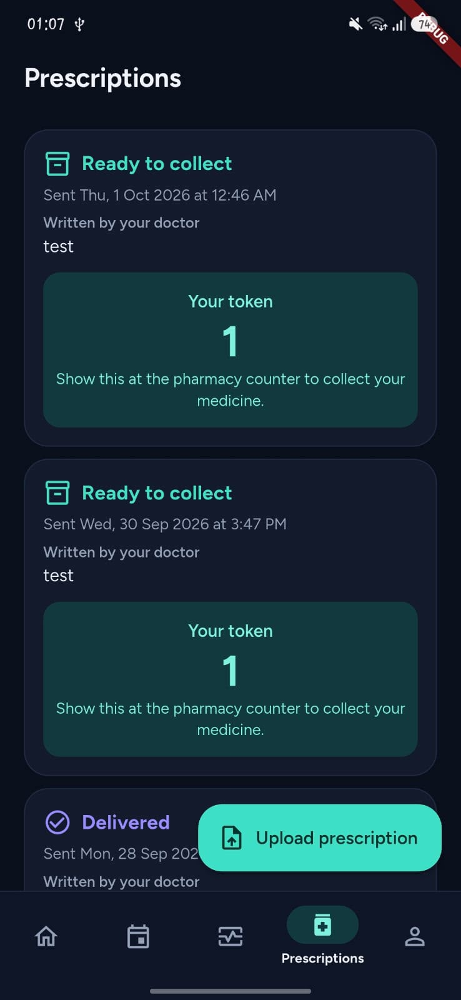 01:07
74
DEBUG
Prescriptions
Ready to collect
Sent Thu, 1 Oct 2026 at 12:46 AM
Written by your doctor
test
Your token
1
Show this at the pharmacy counter to collect your
medicine.
Ready to collect
Sent Wed, 30 Sep 2026 at 3:47 PM
Written by your doctor
test
Your token
1
Show this at the pharmacy counter to collect your
medicine.
Delivered
Sent Mon, 28 Sep 202
Upload prescription
Written by your doctor
Prescriptions